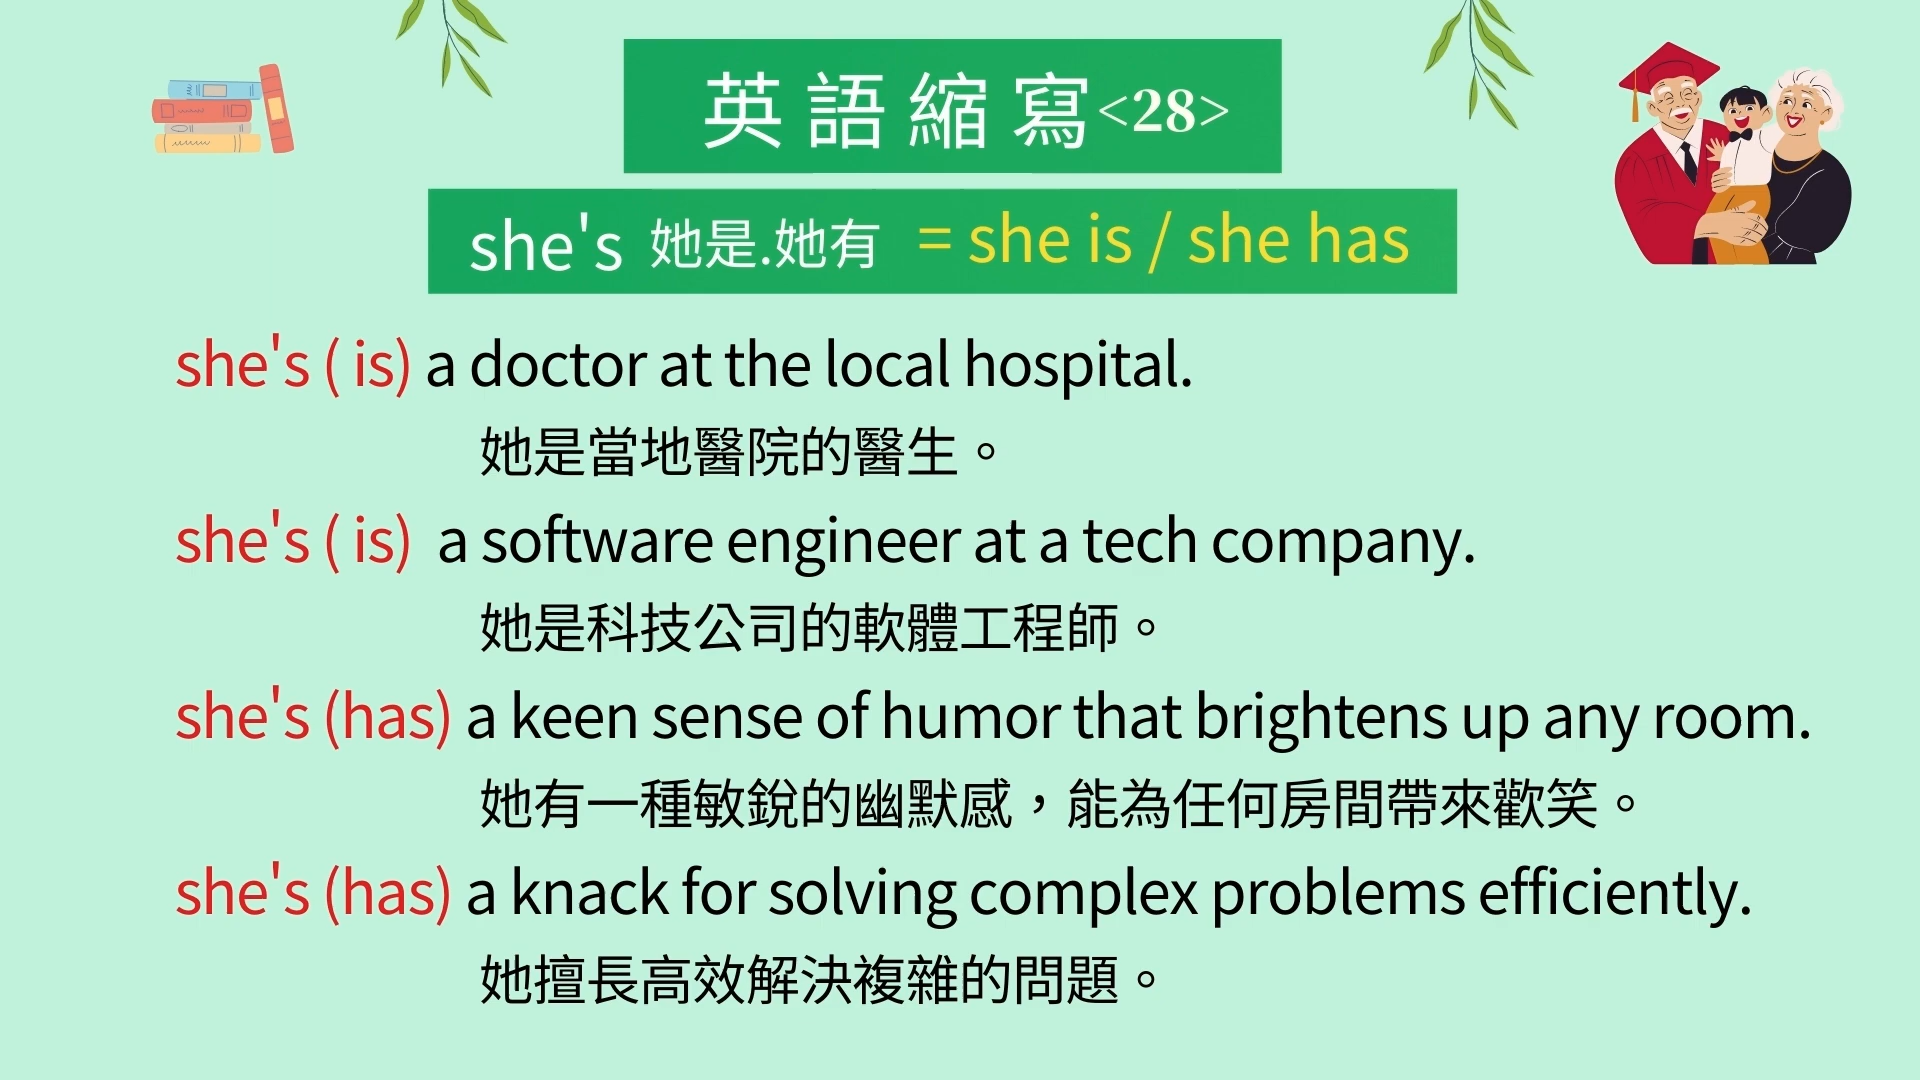 英語縮寫<28>
she's 她是.她有 = she is / she has
she's ( is) a doctor at the local hospital.
她是當地醫院的醫生。
she's ( is) a software engineer at a tech company.
她是科技公司的軟體工程師。
she's (has) a keen sense of humor that brightens up any room.
她有一種敏銳的幽默感，能為任何房間帶來歡笑。
she's (has) a knack for solving complex problems efficiently.
她擅長高效解決複雜的問題。